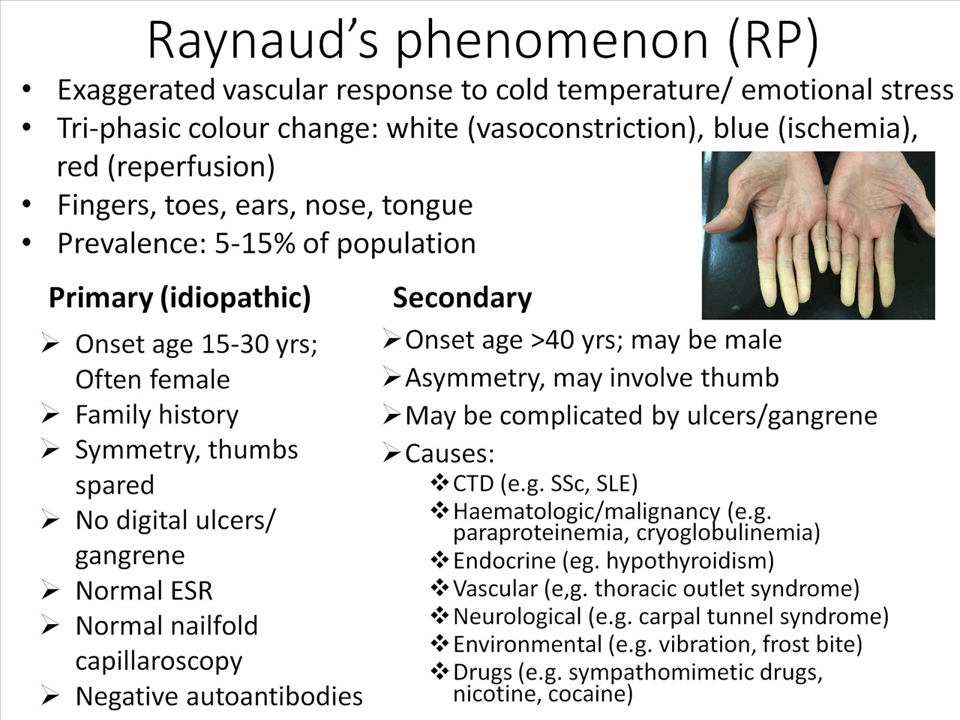 Raynaud's phenomenon (RP)
• Exaggerated vascular response to cold temperature/ emotional stress
• Tri-phasic colour change: white (vasoconstriction), blue (ischemia),
red (reperfusion)
• Fingers, toes, ears, nose, tongue
• Prevalence: 5-15% of population
Primary (idiopathic)
➢ Onset age 15-30 yrs;
Often female
➢ Family history
➢ Symmetry, thumbs
spared
➢ No digital ulcers/
gangrene
➢ Normal ESR
➢ Normal nailfold
capillaroscopy
➢ Negative autoantibodies
Secondary
➢ Onset age >40 yrs; may be male
➢ Asymmetry, may involve thumb
➢ May be complicated by ulcers/gangrene
➢ Causes:
❖ CTD (e.g. SSc, SLE)
❖ Haematologic/malignancy (e.g.
paraproteinemia, cryoglobulinemia)
❖ Endocrine (eg. hypothyroidism)
❖ Vascular (e,g. thoracic outlet syndrome)
❖ Neurological (e.g. carpal tunnel syndrome)
❖ Environmental (e.g. vibration, frost bite)
❖ Drugs (e.g. sympathomimetic drugs,
nicotine, cocaine)